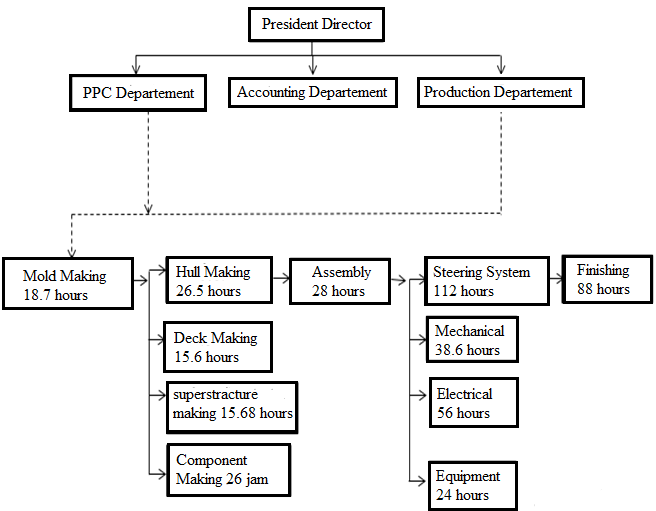 President Director
PPC Departement
Accounting Departement
Production Departement
Mold Making
18.7 hours
Hull Making
26.5 hours
Assembly
28 hours
Steering System
112 hours
Finishing
88 hours
Deck Making
15.6 hours
Mechanical
38.6 hours
superstracture
making 15.68 hours
Electrical
56 hours
Component
Making 26 jam
Equipment
24 hours